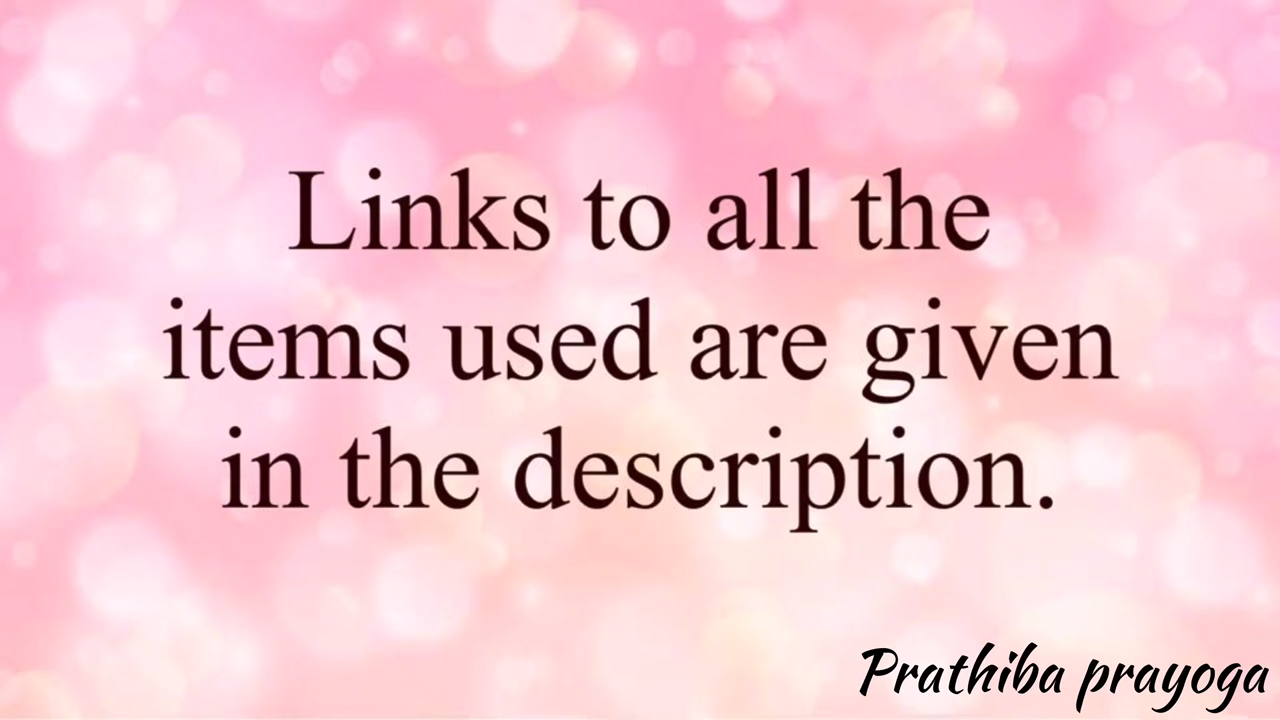 Links to all the
items used are given
in the description.
Prathiba prayoga